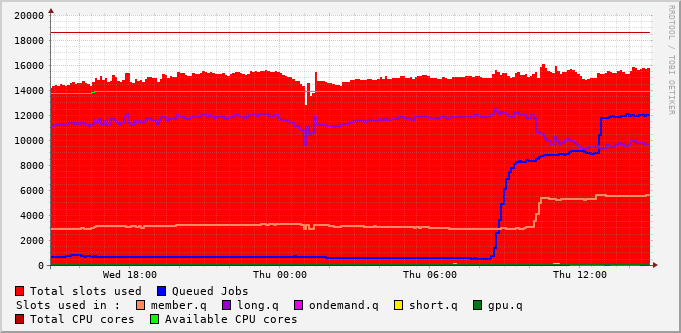 20000
18000
16000
14000
12000
10000
8000
6000
4000
2000
0
Wed 18:00 Thu 00:00 Thu 06:00 Thu 12:00
Total slots used Queued Jobs
Slots used in : member.q long.q ondemand.q short.q gpu.q
Total CPU cores Available CPU cores
RRDTOOL / TOBI OETIKER